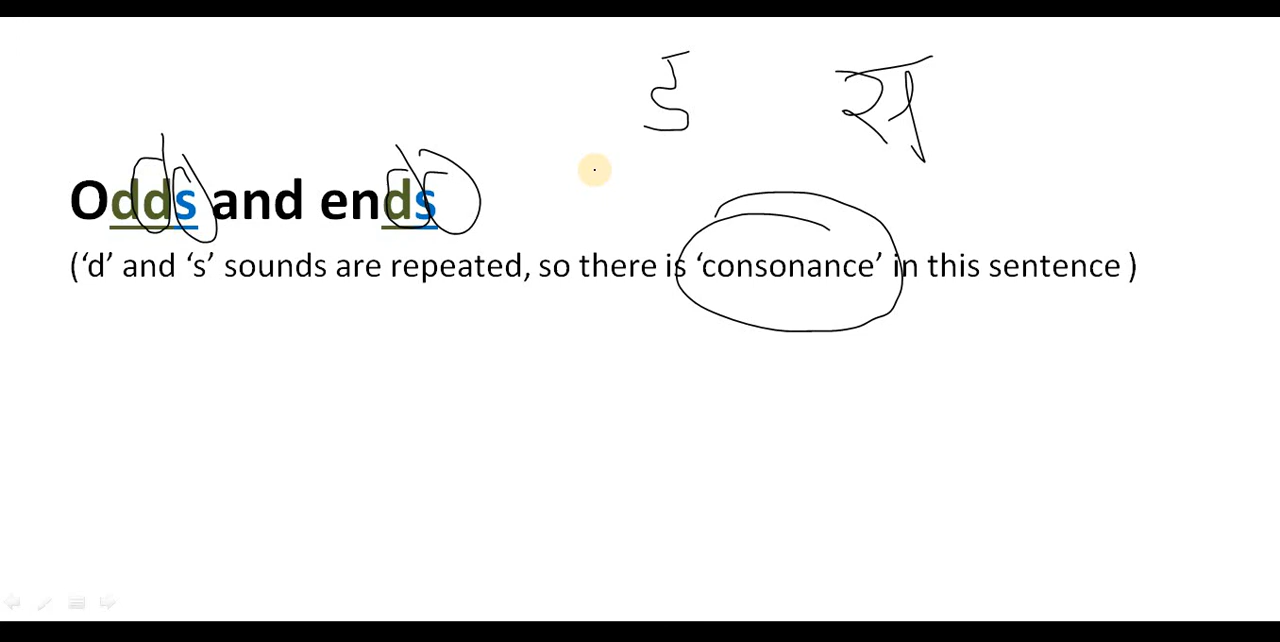 ड स
Odds and ends
(‘d’ and ‘s’ sounds are repeated, so there is ‘consonance’ in this sentence )